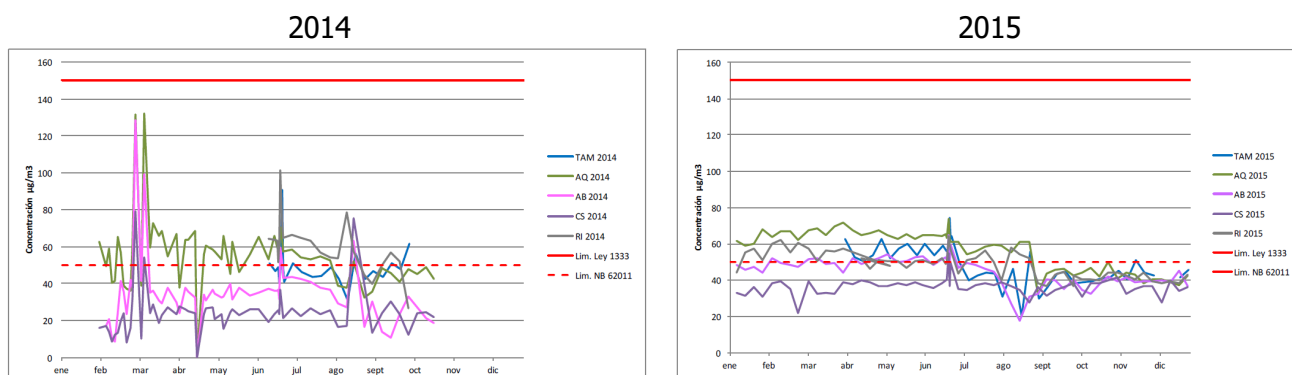 2014
2015
Concentración µg/m3
160
140
120
100
80
60
40
20
0
ene feb mar abr may jun jul ago sept oct nov dic
TAM 2014
AQ 2014
AB 2014
CS 2014
RI 2014
Lim. Ley 1333
Lim. NB 62011
Concentración µg/m3
160
140
120
100
80
60
40
20
0
ene feb mar abr may jun jul ago sept oct nov dic
TAM 2015
AQ 2015
AB 2015
CS 2015
RI 2015
Lim. Ley 1333
Lim. NB 62011